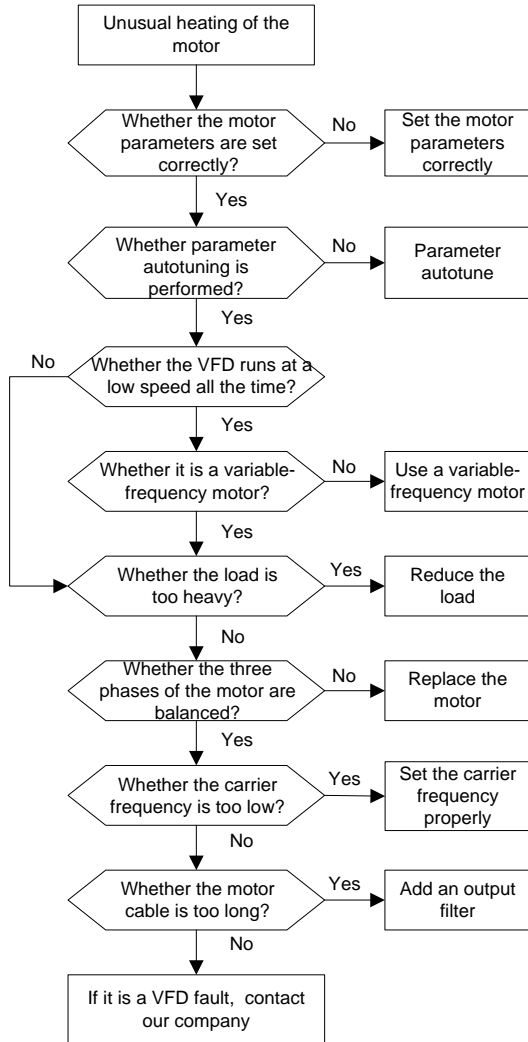 Unusual heating of the
motor
Whether the motor
parameters are set
correctly?
No
Set the motor
parameters
correctly
Yes
Whether parameter
autotuning is
performed?
No
Parameter
autotune
Yes
No
Whether the VFD runs at a
low speed all the time?
Yes
Whether it is a variable-
frequency motor?
No
Use a variable-
frequency motor
Yes
Whether the load is
too heavy?
Yes
Reduce the
load
No
Whether the three
phases of the motor are
balanced?
No
Replace the
motor
Yes
Whether the carrier
frequency is too low?
Yes
Set the carrier
frequency
properly
No
Whether the motor
cable is too long?
Yes
Add an output
filter
No
If it is a VFD fault, contact
our company